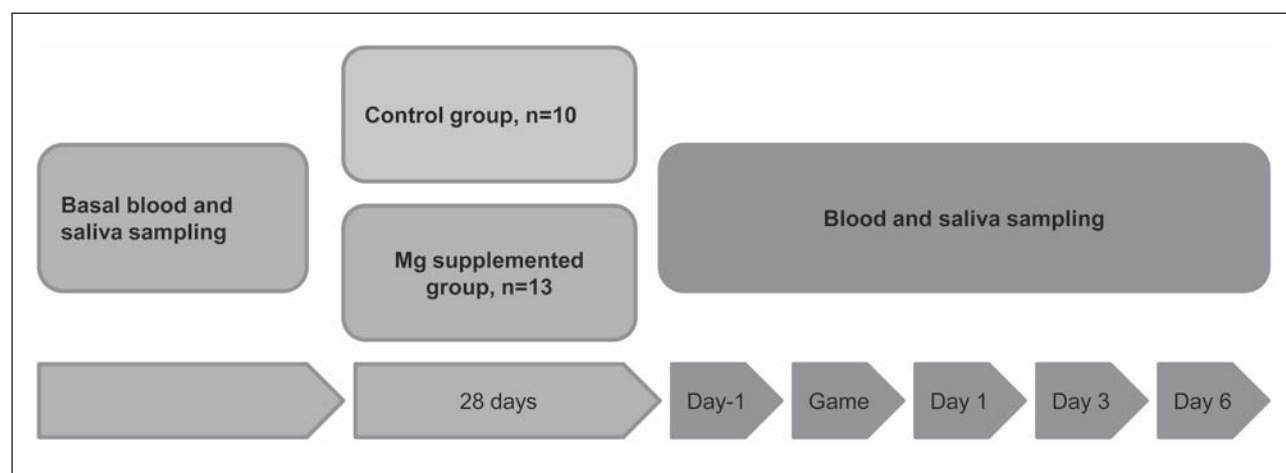 Basal blood and
saliva sampling
Control group, n=10
Mg supplemented
group, n=13
Blood and saliva sampling
28 days
Day-1
Game
Day 1
Day 3
Day 6